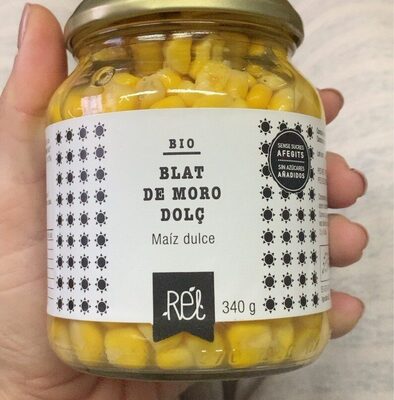 BIO
BLAT
DE MORO
DOLÇ
Maíz dulce
SENSE SUCRES
AFEGITS
SIN AZÚCARES
AÑADIDOS
Rél
340 g